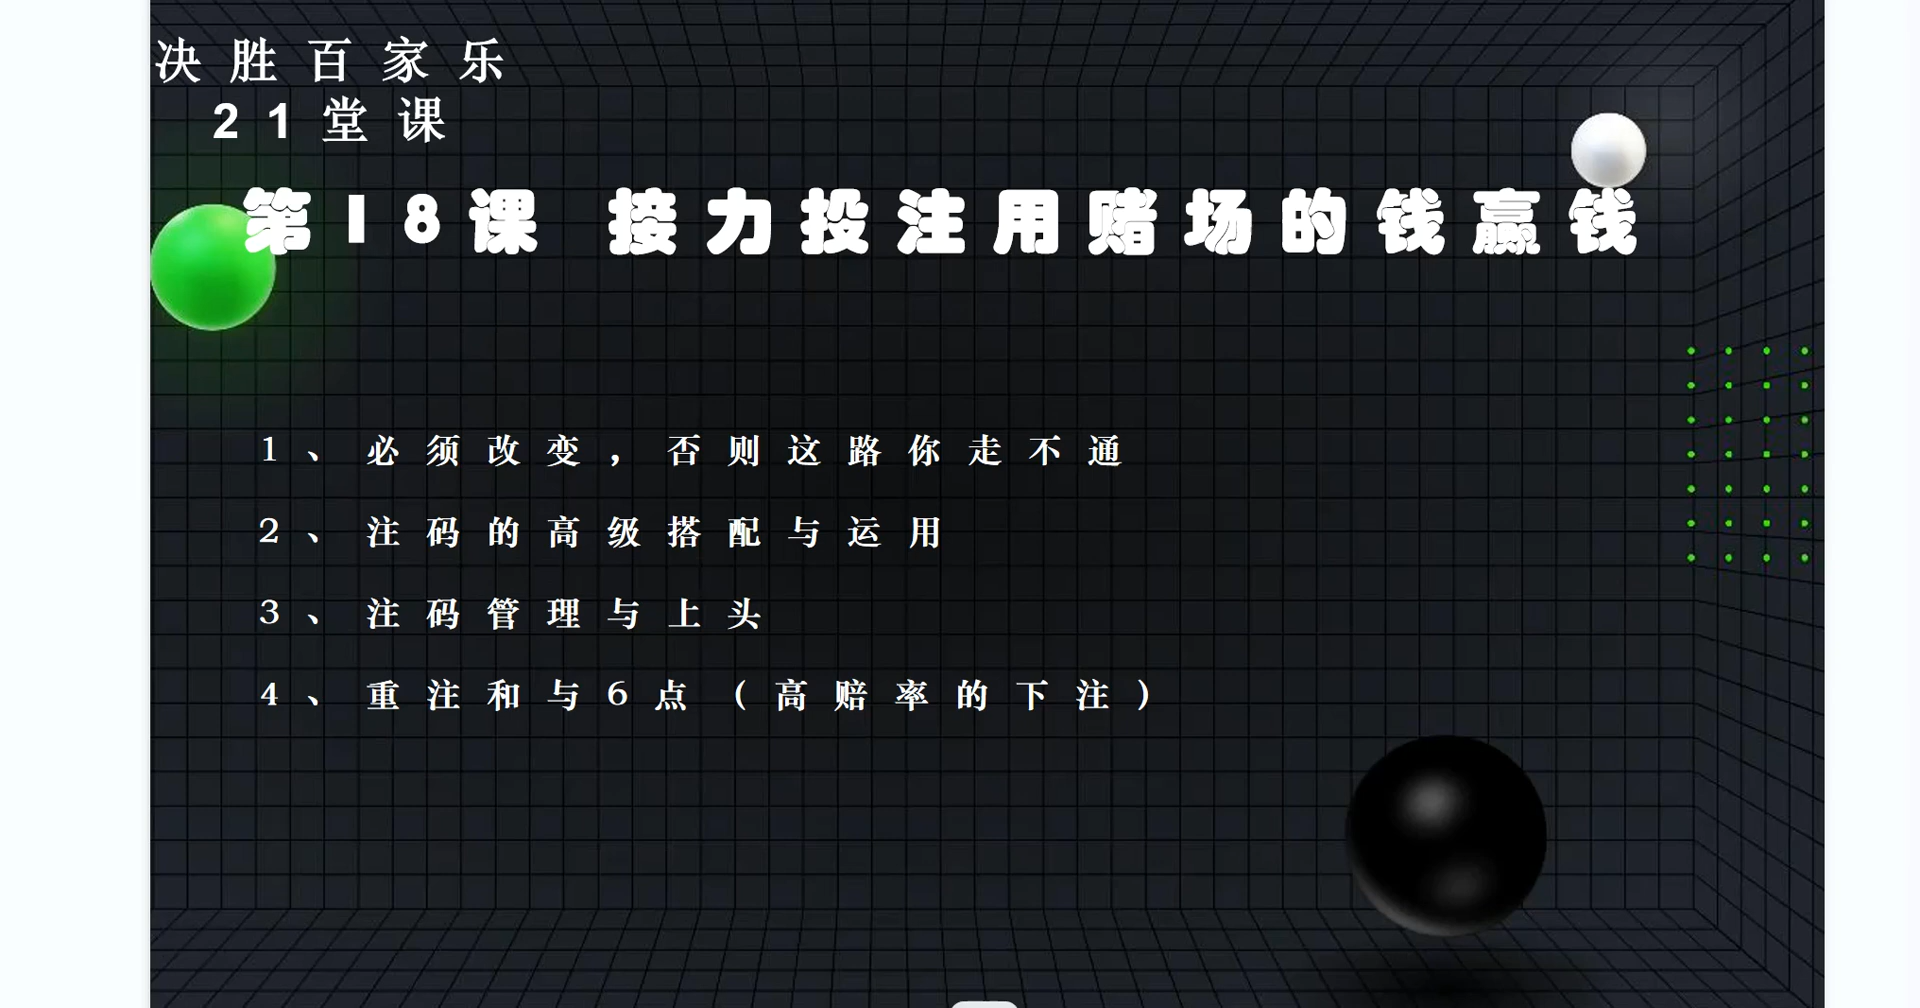 决胜百家乐
21堂课
第18课 接力投注用赌场的钱赢钱
1、必须改变，否则这路你走不通
2、注码的高级搭配与运用
3、注码管理与上头
4、重注和与6点（高赔率的下注）